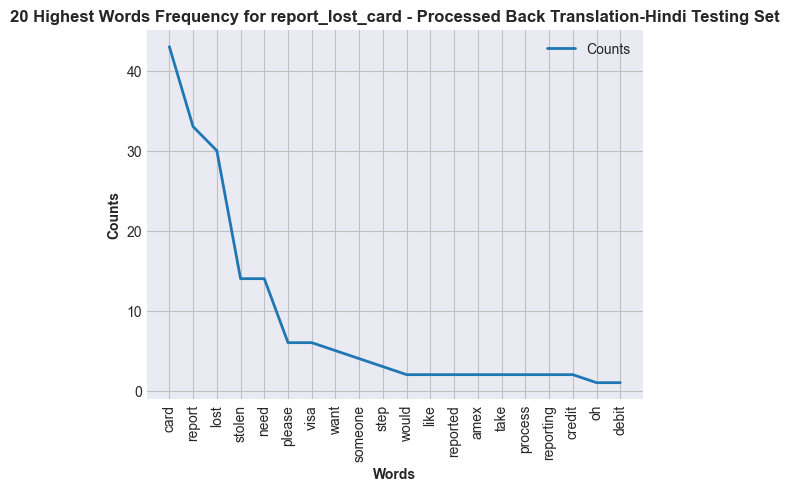 20 Highest Words Frequency for report_lost_card - Processed Back Translation-Hindi Testing Set
Counts
40
30
20
10
0
Counts
card
report
lost
stolen
need
please
visa
want
someone
step
would
like
reported
amex
take
process
reporting
credit
oh
debit
Words